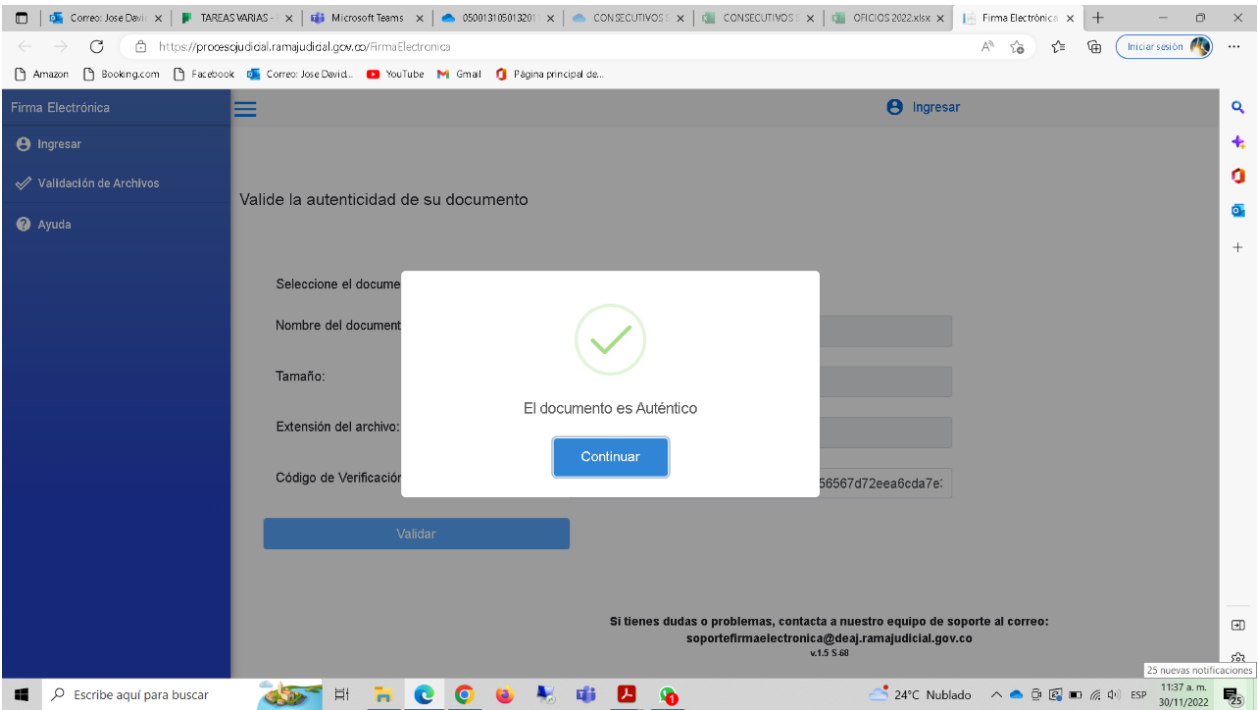 Correo: Jose Davi
TAREAS VARIAS -
Microsoft Teams
CONSECUTIVOS
CONSECUTIVOS
OFICIOS 2022.xlsx
Firma Electrónica
https://procesojudicial.ramajudicial.gov.co/FirmaElectronica
Iniciar sesión
Amazon
Booking.com
Facebook
Correo: Jose David...
YouTube
Gmail
Página principal de...
Firma Electrónica
Ingresar
Ingresar
Validación de Archivos
Ayuda
Valide la autenticidad de su documento
Seleccione el docume
Nombre del document
Tamaño:
Extensión del archivo:
Código de Verificación
56567d72eea6cda7e
El documento es Auténtico
Continuar
Validar
Si tienes dudas o problemas, contacta a nuestro equipo de soporte al correo:
soportefirmaelectronica@deaj.ramajudicial.gov.co
v.1.5 S-68
25 nuevas notificaciones
Escribe aquí para buscar
24°C Nublado
ESP
11:37 a. m.
30/11/2022
25